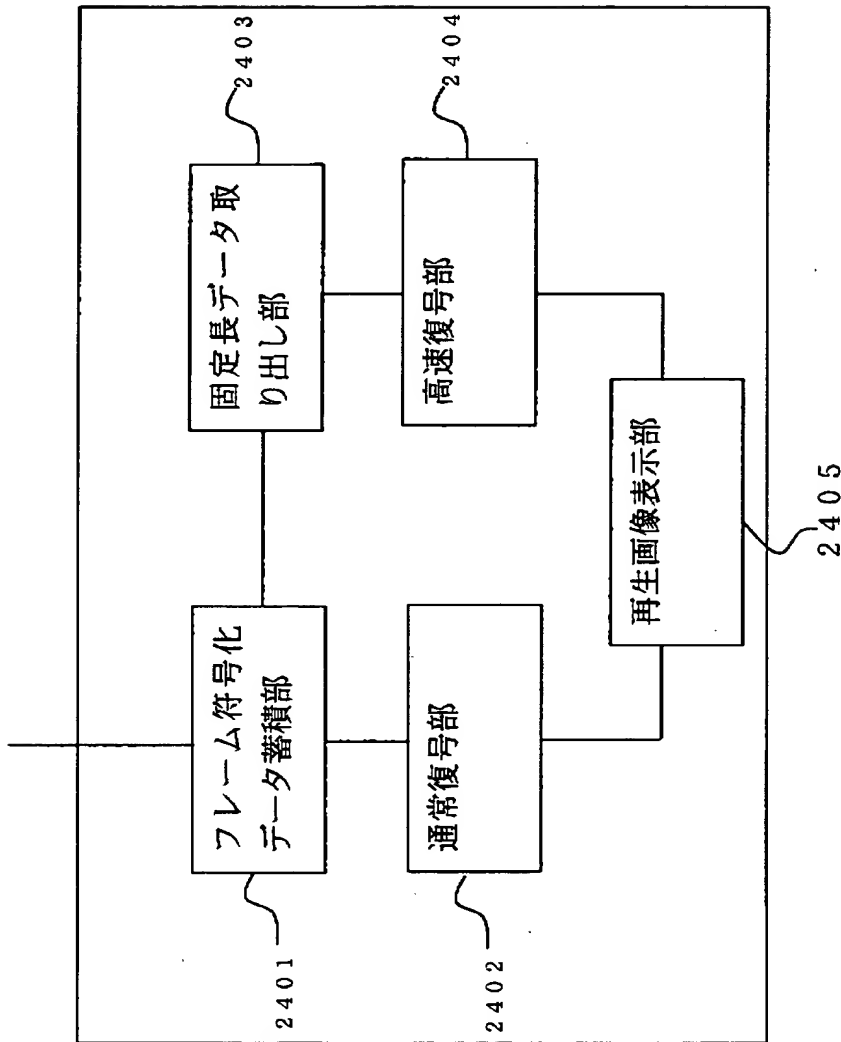 フレーム符号化
データ蓄積部
2401
固定長データ取
り出し部
2403
通常復号部
2402
高速復号部
2404
再生画像表示部
2405